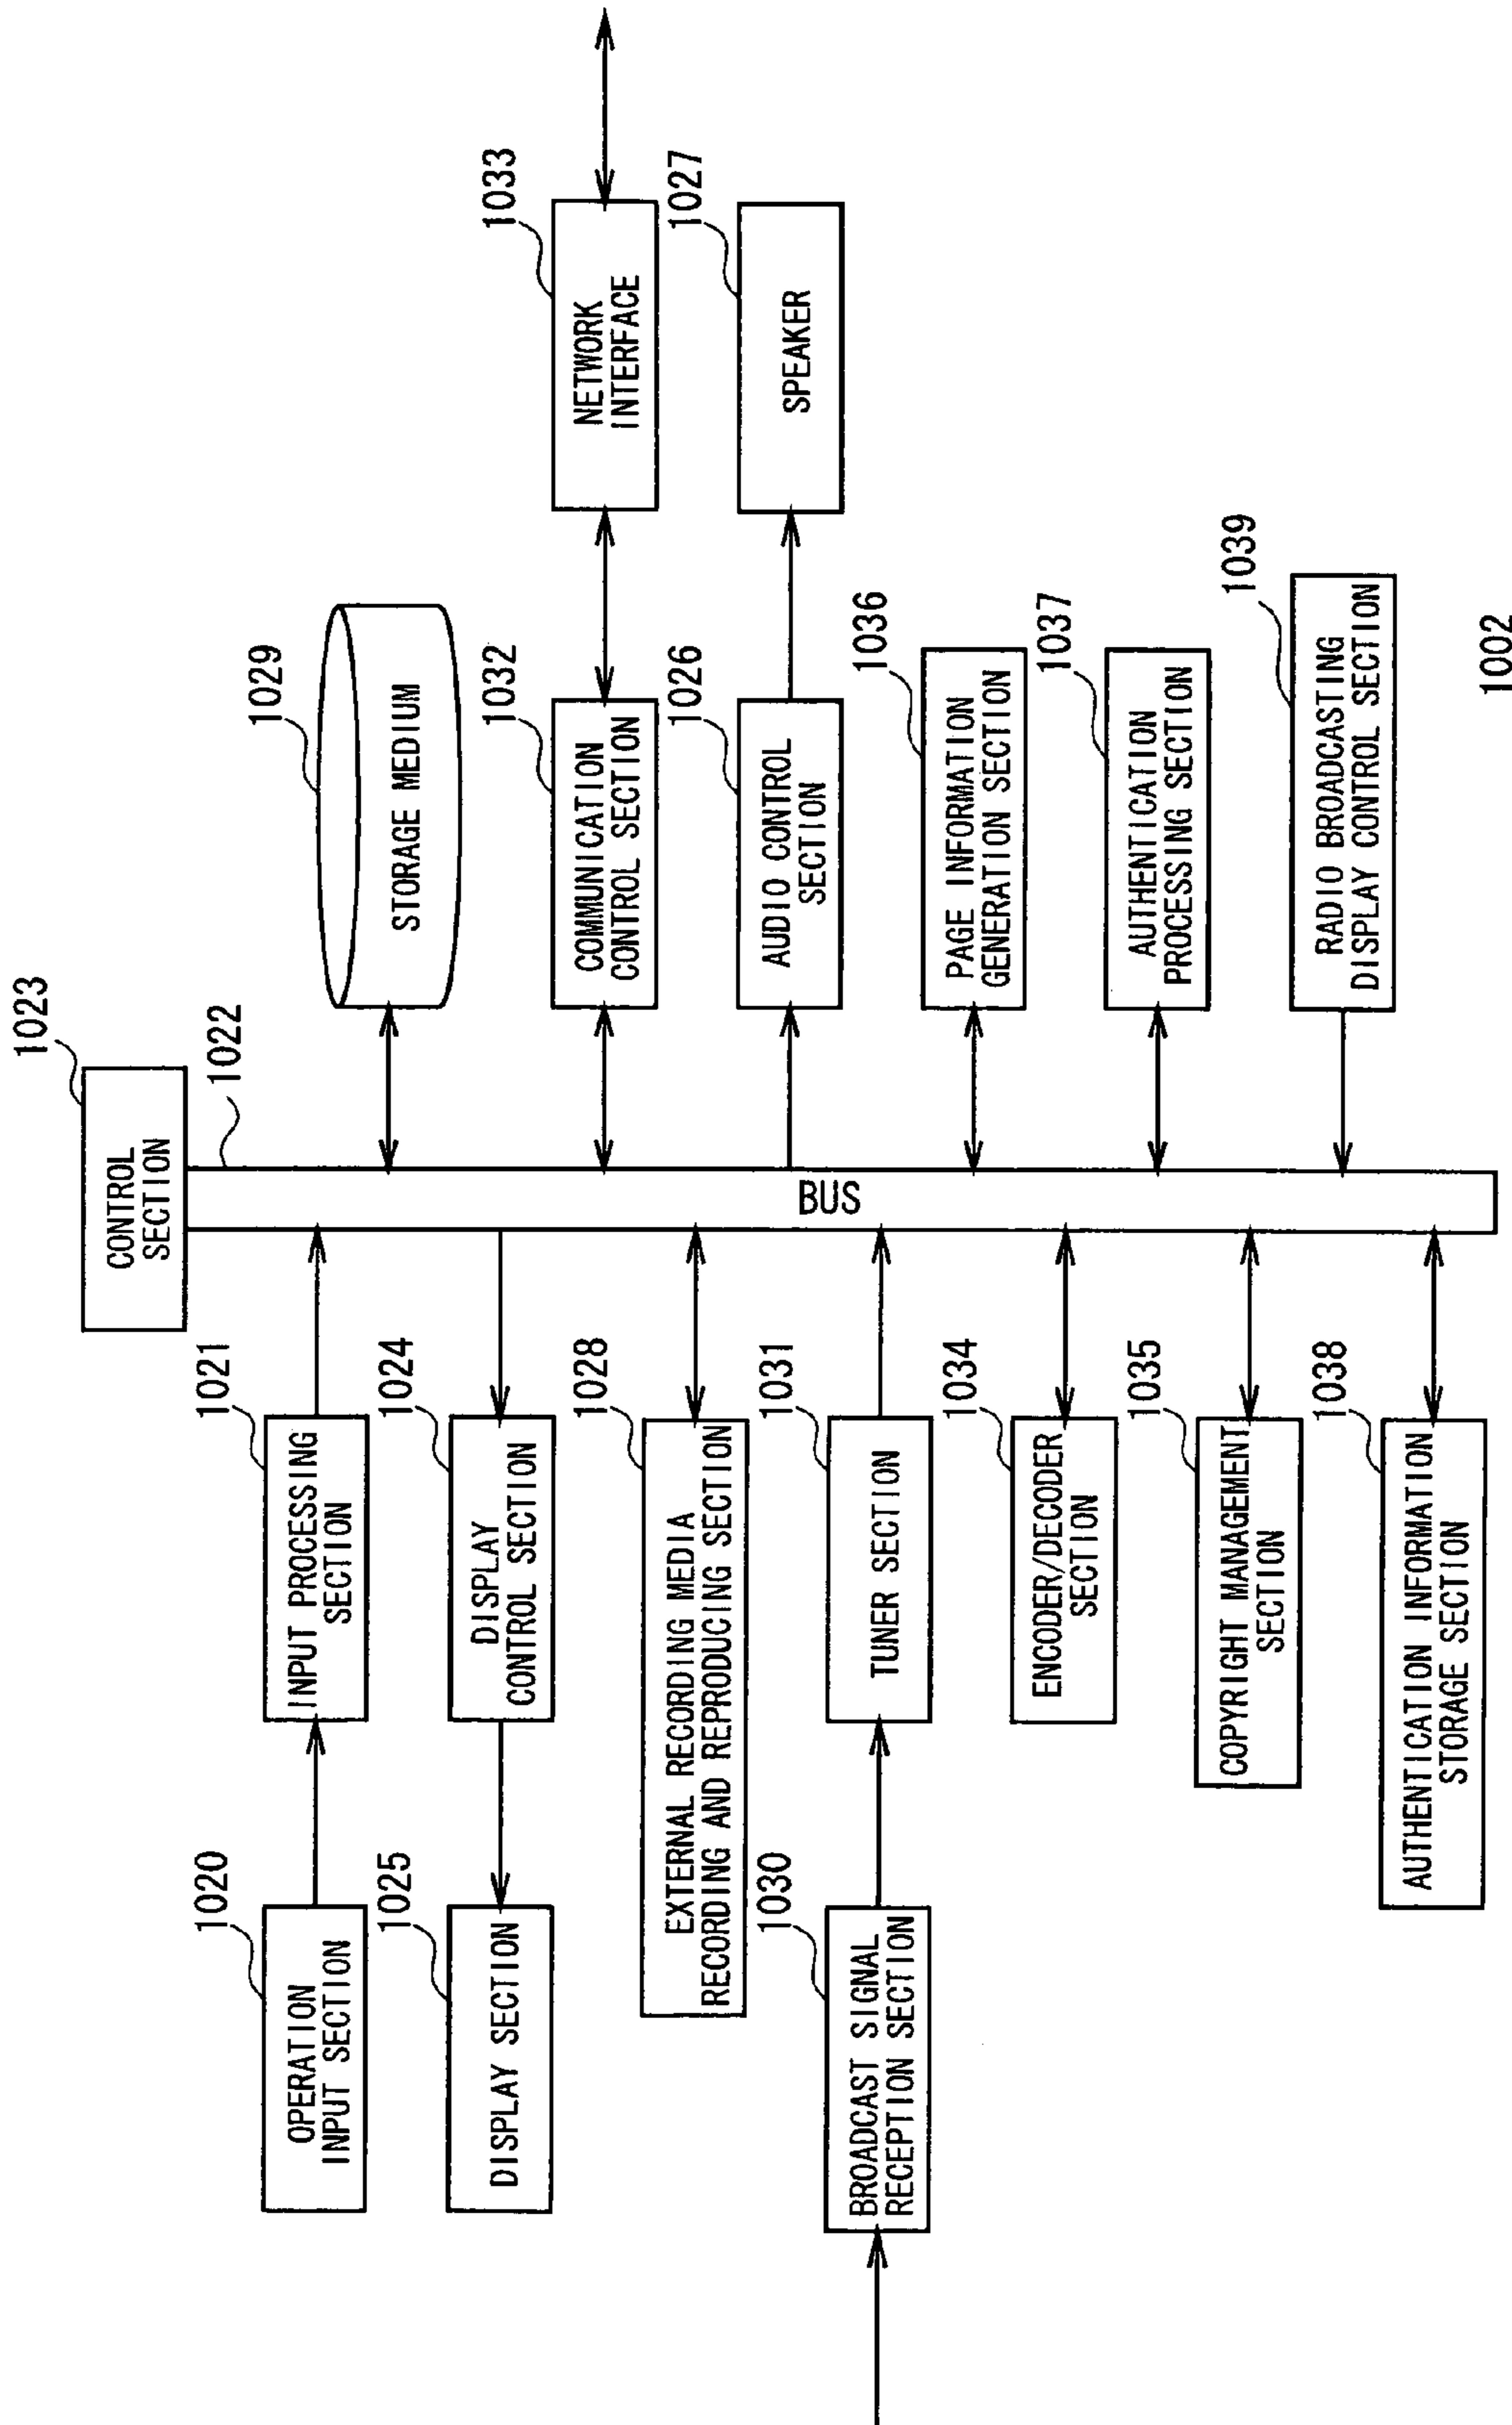 1023
CONTROL
SECTION
1022
BUS
1020
OPERATION
INPUT SECTION
1021
INPUT PROCESSING
SECTION
1025
DISPLAY SECTION
1024
DISPLAY
CONTROL SECTION
1028
EXTERNAL RECORDING MEDIA
RECORDING AND REPRODUCING SECTION
1030
BROADCAST SIGNAL
RECEPTION SECTION
1031
TUNER SECTION
1034
ENCODER/DECODER
SECTION
1035
COPYRIGHT MANAGEMENT
SECTION
1038
AUTHENTICATION INFORMATION
STORAGE SECTION
1029
STORAGE MEDIUM
1032
COMMUNICATION
CONTROL SECTION
1033
NETWORK
INTERFACE
1026
AUDIO CONTROL
SECTION
1027
SPEAKER
1036
PAGE INFORMATION
GENERATION SECTION
1037
AUTHENTICATION
PROCESSING SECTION
1039
RADIO BROADCASTING
DISPLAY CONTROL SECTION
1002